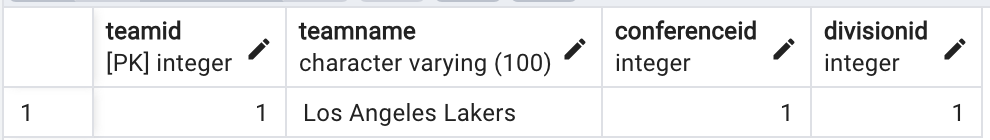 teamid teamname conferenceid divisionid
[PK] integer character varying (100) integer integer
1 1 Los Angeles Lakers 1 1